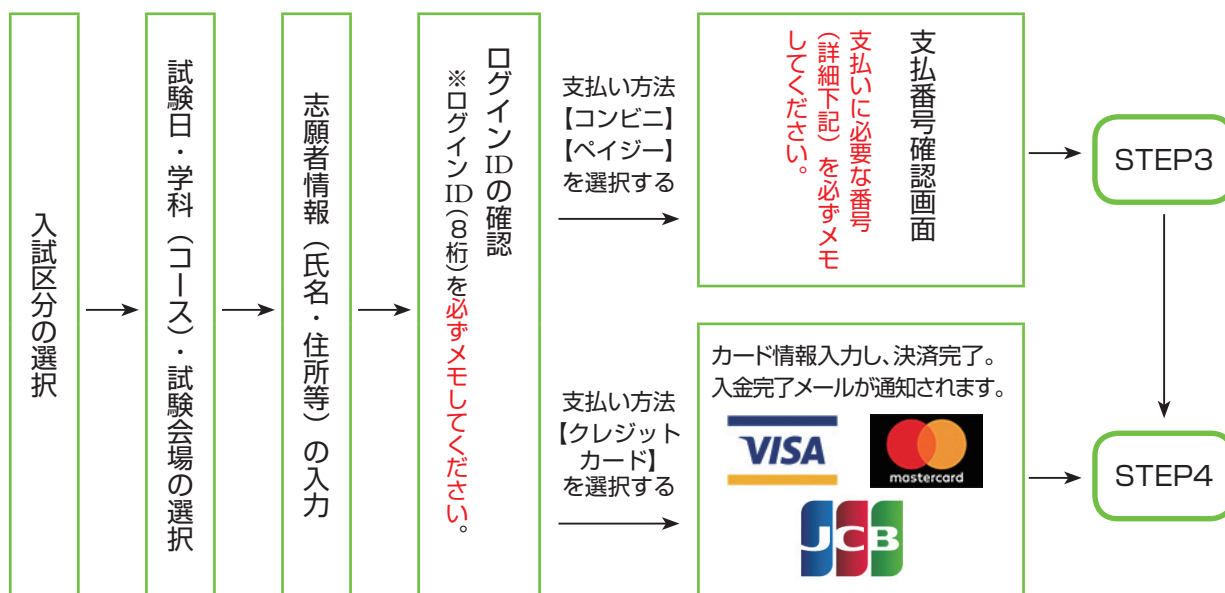 入試区分の選択
試験日・学科（コース）・試験会場の選択
志願者情報（氏名・住所等）の入力
ログインIDの確認
※ログインID（8桁）を必ずメモしてください。
支払い方法
【コンビニ】
【ペイジー】
を選択する
支払番号確認画面
支払いに必要な番号
（詳細下記）を必ずメモ
してください。
STEP3
支払い方法
【クレジット
カード】
を選択する
カード情報入力し、決済完了。
入金完了メールが通知されます。
VISA
mastercard
JCB
STEP4